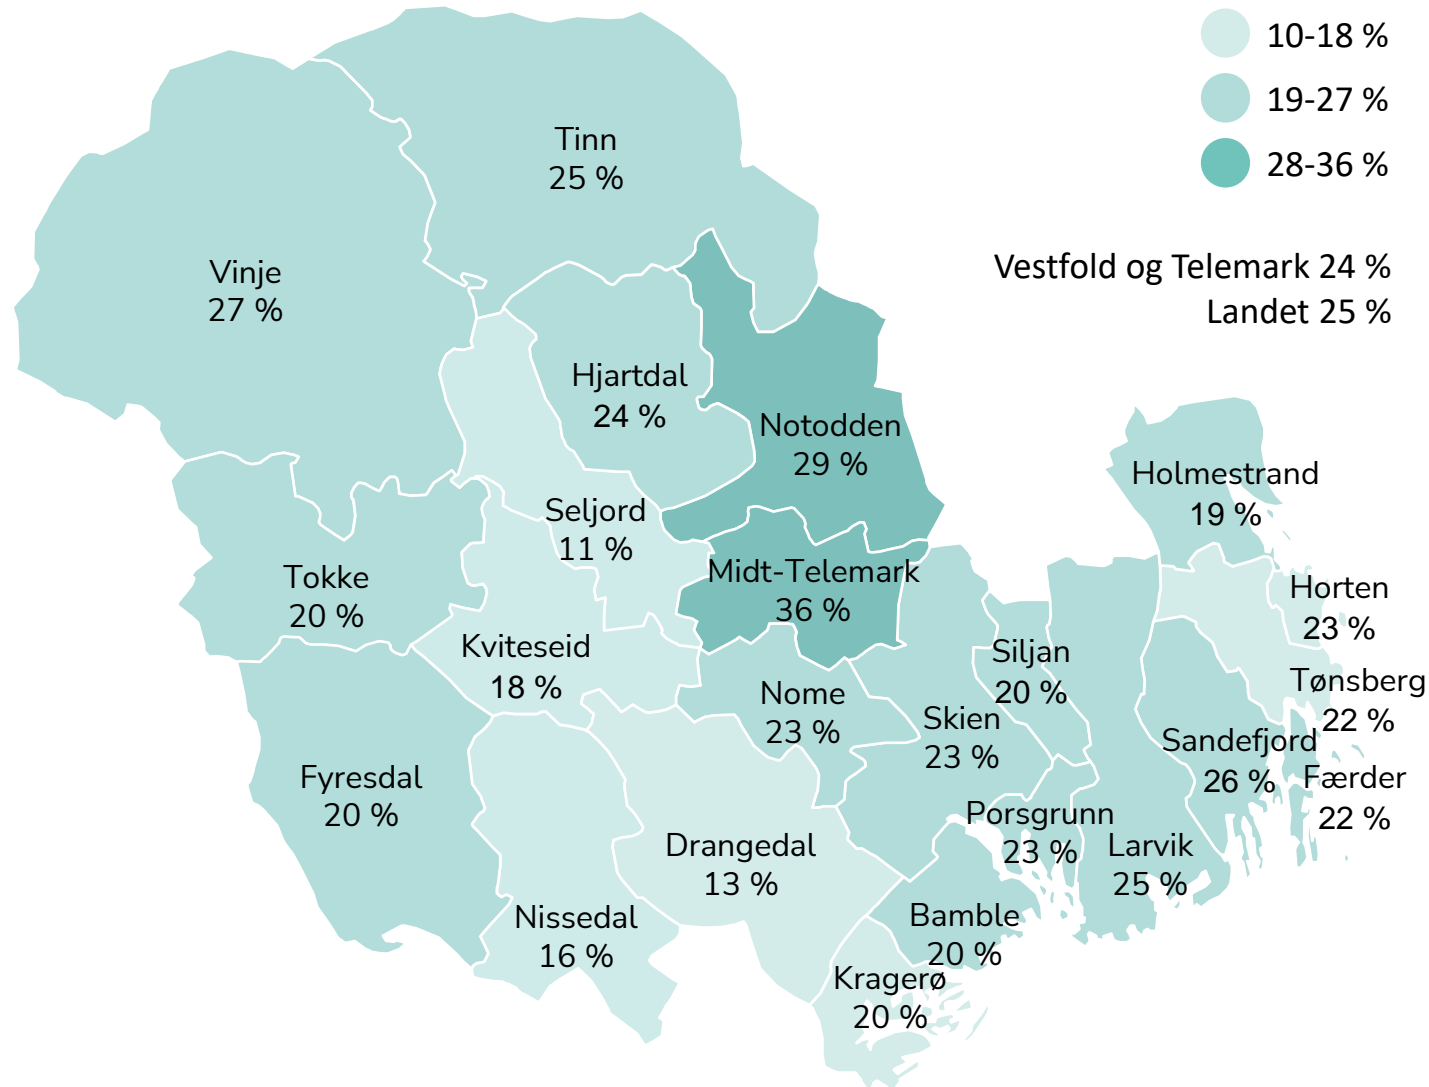 10-18 %
19-27 %
28-36 %
Vestfold og Telemark 24 %
Landet 25 %
Tinn
25 %
Vinje
27 %
Hjartdal
24 %
Notodden
29 %
Holmestrand
19 %
Seljord
11 %
Midt-Telemark
36 %
Tokke
20 %
Horten
23 %
Kviteseid
18 %
Siljan
20 %
Nome
23 %
Tønsberg
22 %
Skien
23 %
Sandefjord
26 %
Fyresdal
20 %
Færder
22 %
Porsgrunn
23 %
Drangedal
13 %
Larvik
25 %
Nissedal
16 %
Bamble
20 %
Kragerø
20 %